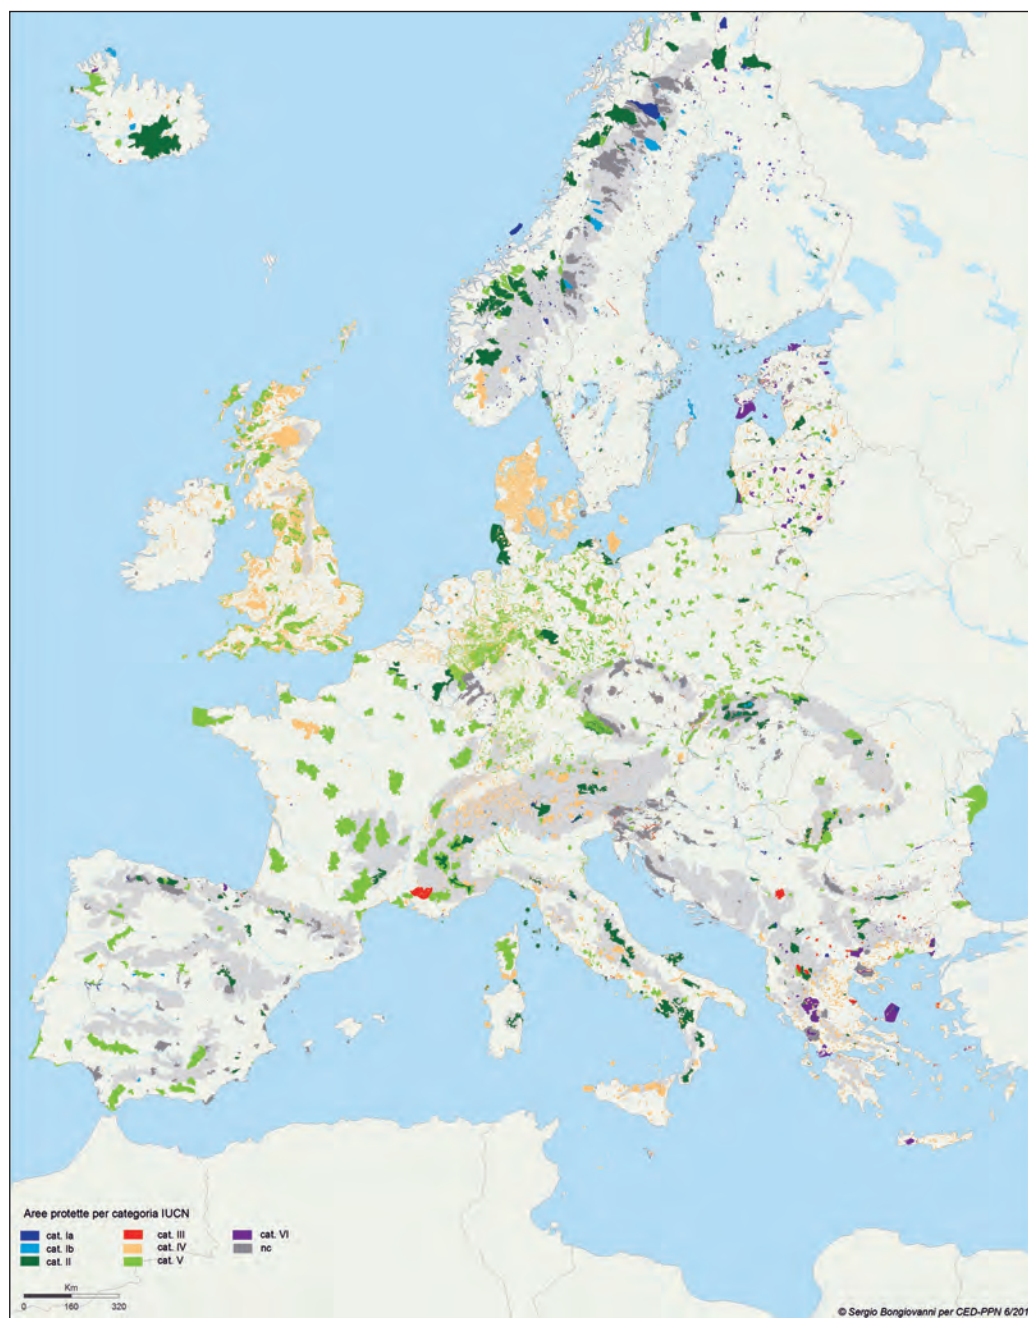 Aree protette per categoria IUCN
cat. Ia
cat. III
cat. VI
cat. Ib
cat. IV
nc
cat. II
cat. V
Km
0 160 320
© Sergio Bongiovanni per CED-PPN 6/201